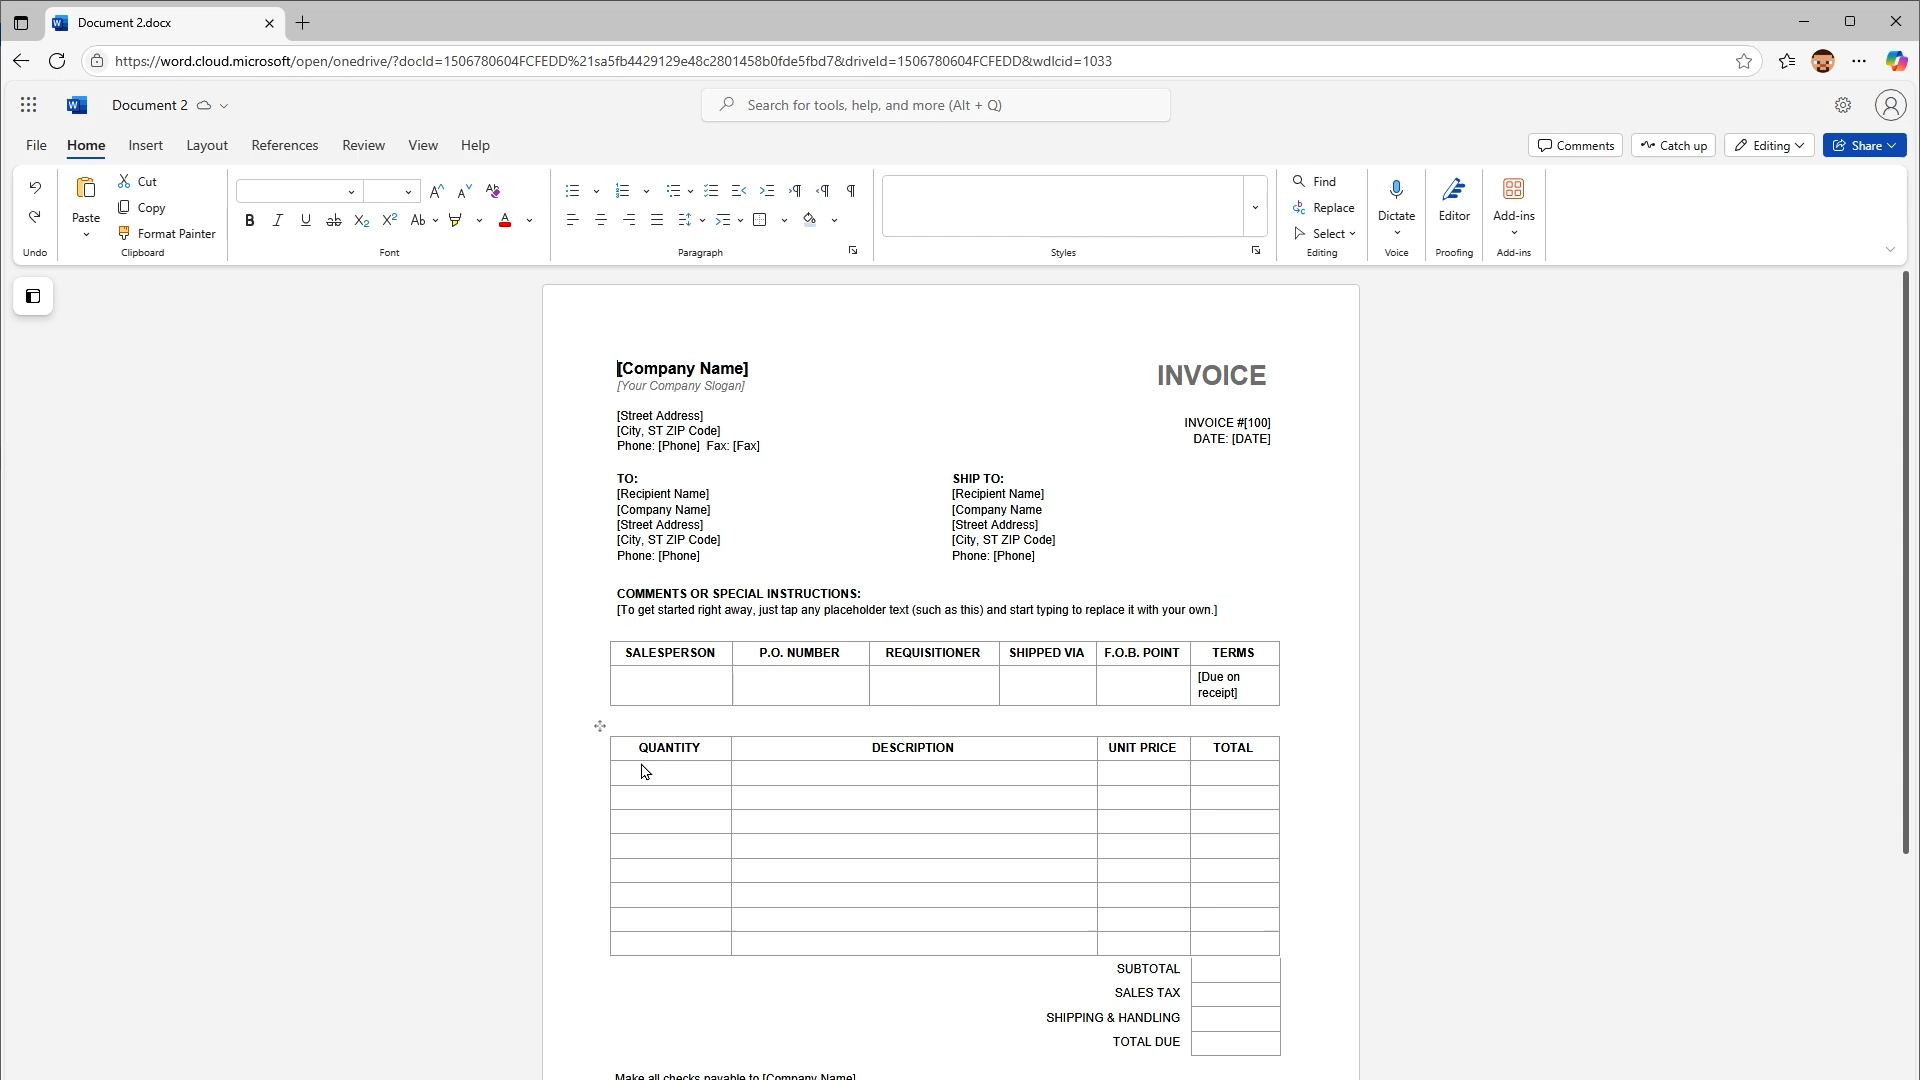 Document 2.docx
https://word.cloud.microsoft/open/onedrive/?docId=1506780604FCFEDD%21sa5fb4429129e48c2801458b0fde5fbd7&driveId=1506780604FCFEDD&wdlcid=1033
Document 2
Search for tools, help, and more (Alt + Q)
File Home Insert Layout References Review View Help
Comments Catch up Editing Share
Paste
Cut
Copy
Format Painter
Find
Replace
Select
Dictate
Editor
Add-ins
Undo Clipboard Font Paragraph Styles Editing Voice Proofing Add-ins
[Company Name]
[Your Company Slogan]
INVOICE
[Street Address]
[City, ST ZIP Code]
Phone: [Phone] Fax: [Fax]
INVOICE #[100]
DATE: [DATE]
TO:
[Recipient Name]
[Company Name]
[Street Address]
[City, ST ZIP Code]
Phone: [Phone]
SHIP TO:
[Recipient Name]
[Company Name
[Street Address]
[City, ST ZIP Code]
Phone: [Phone]
COMMENTS OR SPECIAL INSTRUCTIONS:
[To get started right away, just tap any placeholder text (such as this) and start typing to replace it with your own.]
SALESPERSON P.O. NUMBER REQUISITIONER SHIPPED VIA F.O.B. POINT TERMS
[Due on
receipt]
QUANTITY DESCRIPTION UNIT PRICE TOTAL
SUBTOTAL
SALES TAX
SHIPPING & HANDLING
TOTAL DUE
Make all checks payable to [Company Name]